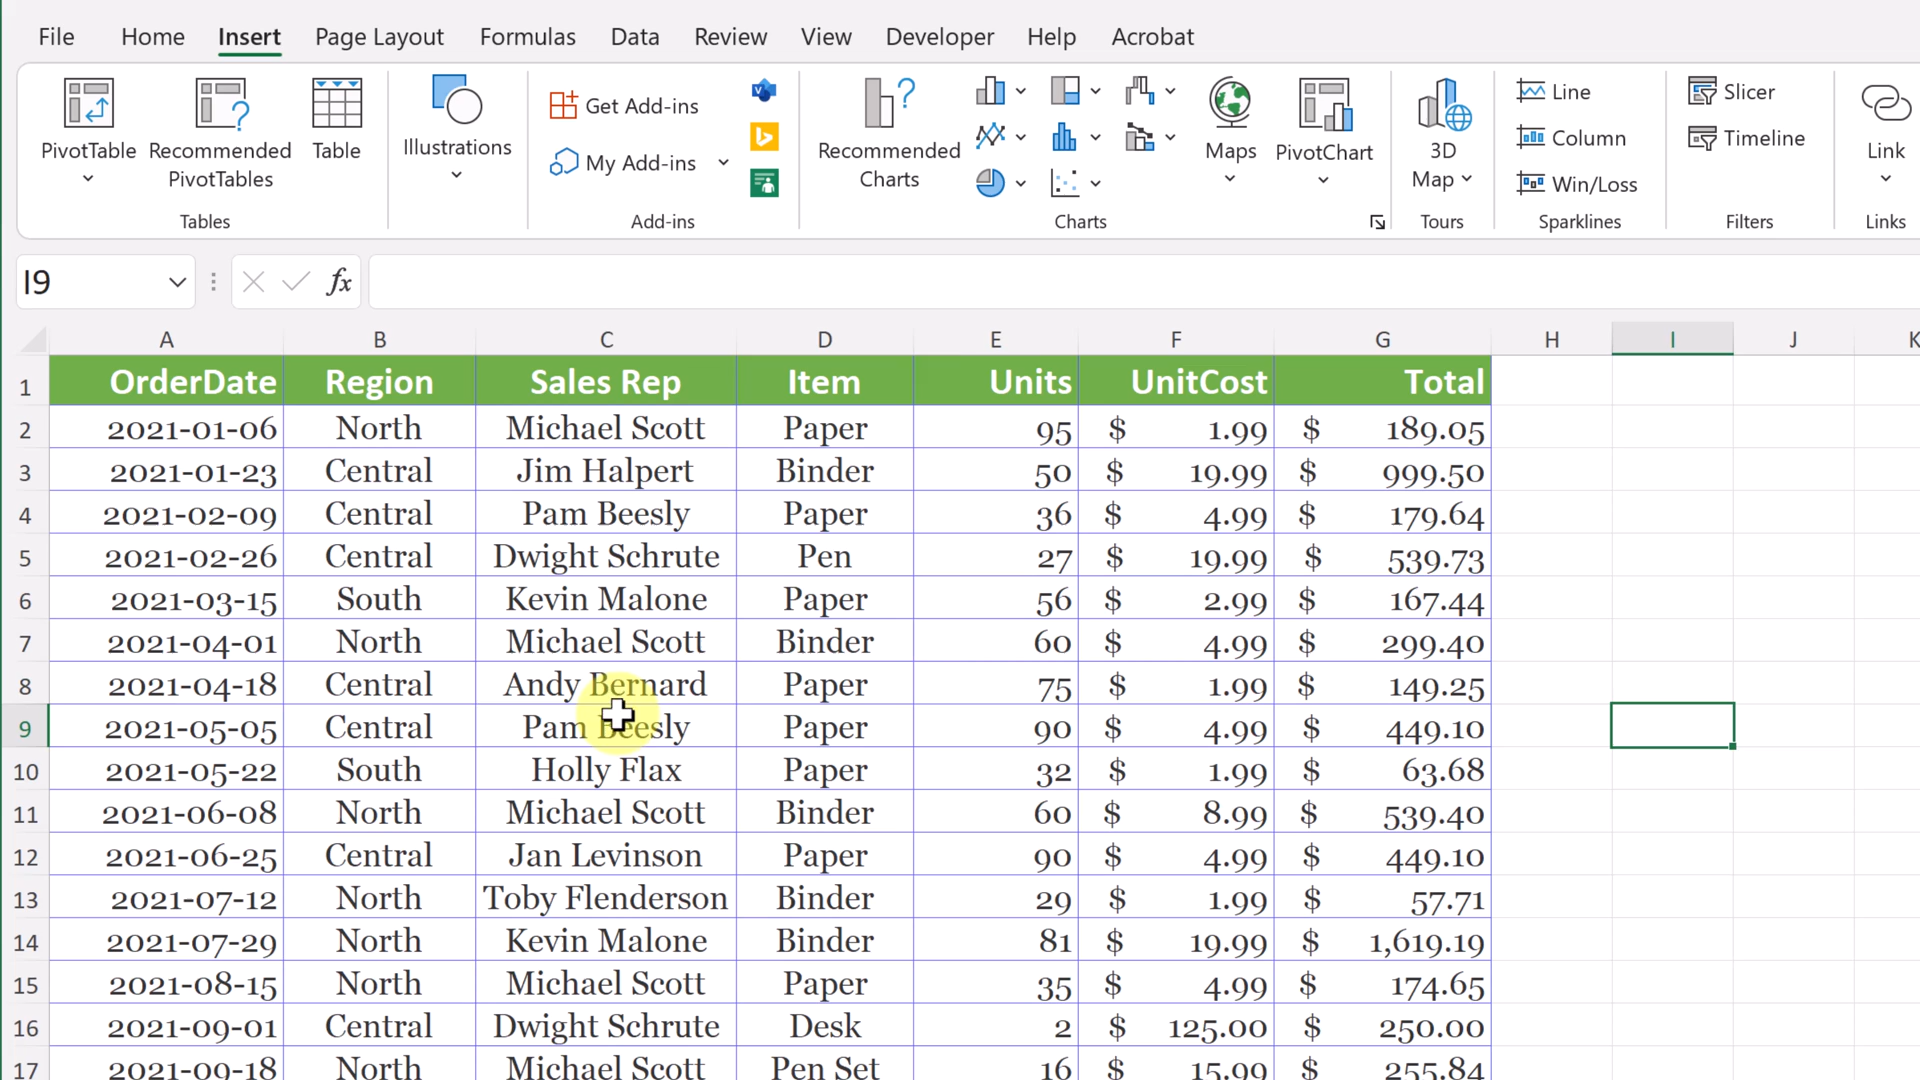 File Home Insert Page Layout Formulas Data Review View Developer Help Acrobat
PivotTable Recommended PivotTables Table Illustrations Get Add-ins My Add-ins Recommended Charts Maps PivotChart 3D Map Line Column Win/Loss Slicer Timeline Link
Tables Add-ins Charts Tours Sparklines Filters Links
I9 fx
A B C D E F G H I J K
1 OrderDate Region Sales Rep Item Units UnitCost Total
2 2021-01-06 North Michael Scott Paper 95 $ 1.99 $ 189.05
3 2021-01-23 Central Jim Halpert Binder 50 $ 19.99 $ 999.50
4 2021-02-09 Central Pam Beesly Paper 36 $ 4.99 $ 179.64
5 2021-02-26 Central Dwight Schrute Pen 27 $ 19.99 $ 539.73
6 2021-03-15 South Kevin Malone Paper 56 $ 2.99 $ 167.44
7 2021-04-01 North Michael Scott Binder 60 $ 4.99 $ 299.40
8 2021-04-18 Central Andy Bernard Paper 75 $ 1.99 $ 149.25
9 2021-05-05 Central Pam Beesly Paper 90 $ 4.99 $ 449.10
10 2021-05-22 South Holly Flax Paper 32 $ 1.99 $ 63.68
11 2021-06-08 North Michael Scott Binder 60 $ 8.99 $ 539.40
12 2021-06-25 Central Jan Levinson Paper 90 $ 4.99 $ 449.10
13 2021-07-12 North Toby Flenderson Binder 29 $ 1.99 $ 57.71
14 2021-07-29 North Kevin Malone Binder 81 $ 19.99 $ 1,619.19
15 2021-08-15 North Michael Scott Paper 35 $ 4.99 $ 174.65
16 2021-09-01 Central Dwight Schrute Desk 2 $ 125.00 $ 250.00
17 2021-09-18 North Michael Scott Pen Set 16 $ 15.99 $ 255.84